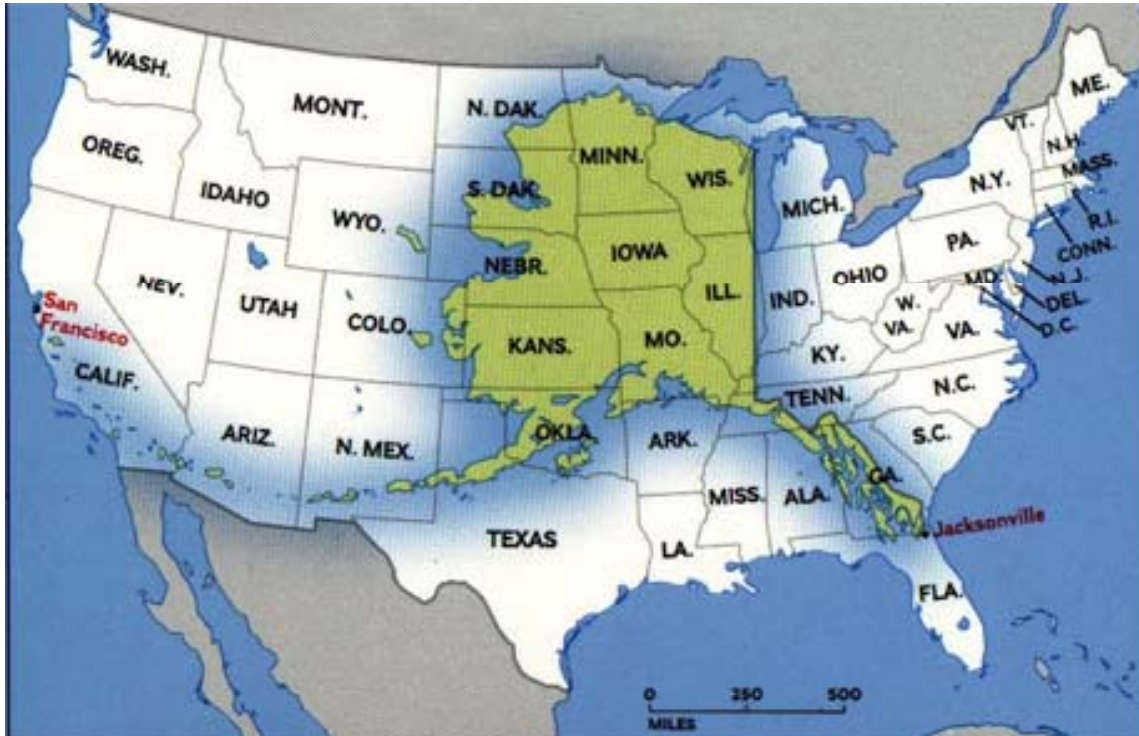 WASH.
MONT.
N. DAK.
MINN.
ME.
VT.
N.H.
OREG.
IDAHO
S. DAK.
WIS.
MICH.
N.Y.
MASS.
R.I.
CONN.
WYO.
NEBR.
IOWA
PA.
N.J.
NEV.
UTAH
COLO.
ILL.
IND.
OHIO
MD.
DEL.
D.C.
W.
VA.
VA.
San
Francisco
CALIF.
KANS.
MO.
KY.
ARIZ.
N. MEX.
OKLA.
ARK.
TENN.
N.C.
S.C.
TEXAS
LA.
MISS.
ALA.
GA.
Jacksonville
FLA.
0 250 500
MILES